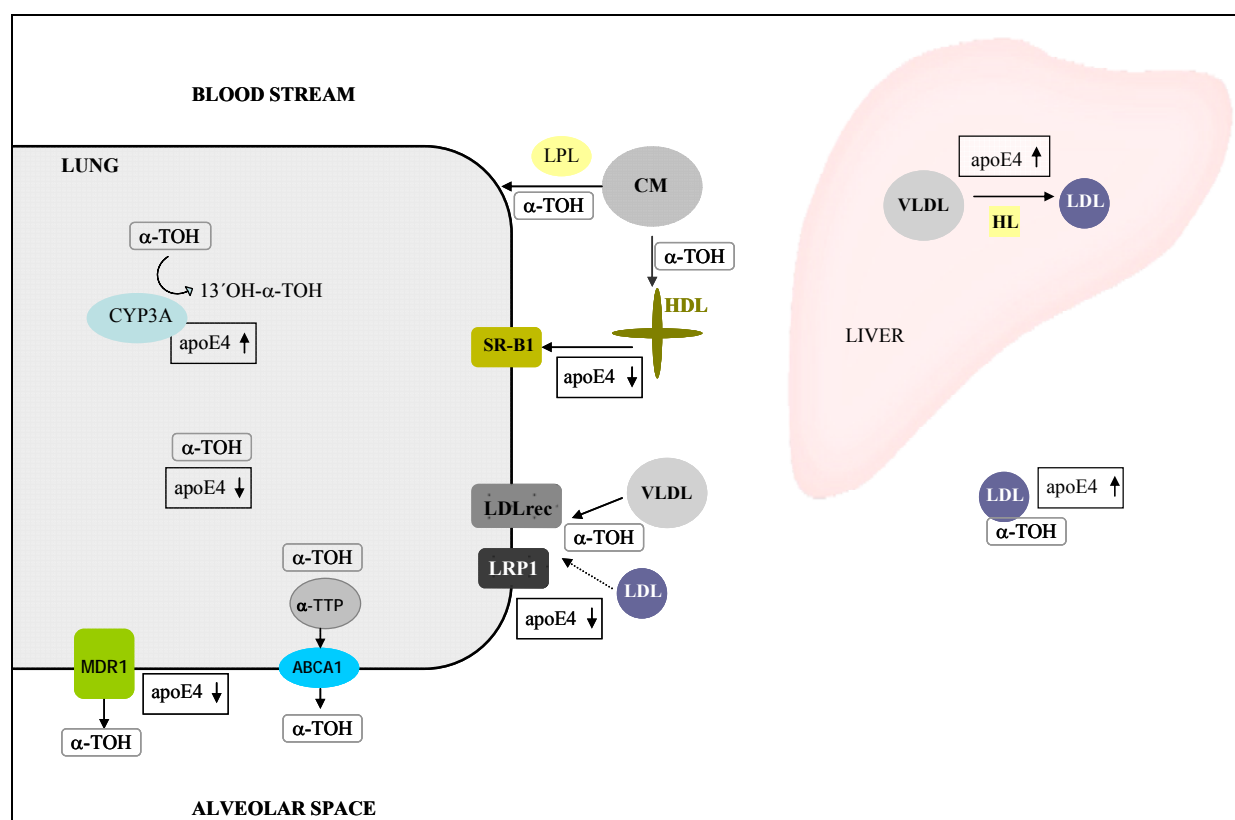 BLOOD STREAM
LUNG
LPL
CM
α-TOH
α-TOH
HDL
α-TOH
13´OH-α-TOH
CYP3A
apoE4 ↑
SR-B1
apoE4 ↓
apoE4 ↑
VLDL
HL
LDL
LIVER
α-TOH
apoE4 ↓
LDLrec
VLDL
α-TOH
LRP1
LDL
apoE4 ↓
LDL
apoE4 ↑
α-TOH
α-TOH
α-TTP
MDR1
apoE4 ↓
ABCA1
α-TOH
α-TOH
ALVEOLAR SPACE